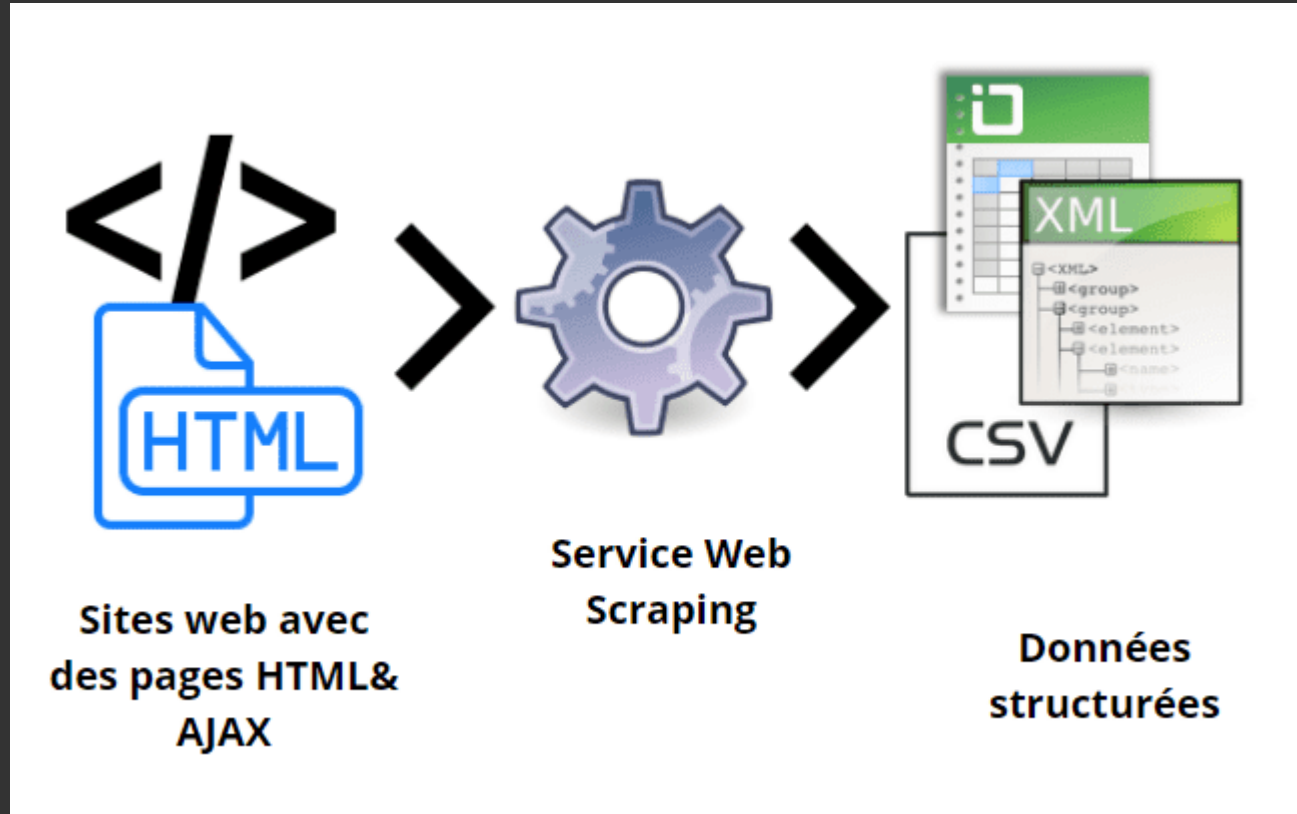 HTML
Sites web avec
des pages HTML&
AJAX
Service Web
Scraping
XML
<XML>
<group>
<group>
<element>
<element>
<name>
CSV
Données
structurées